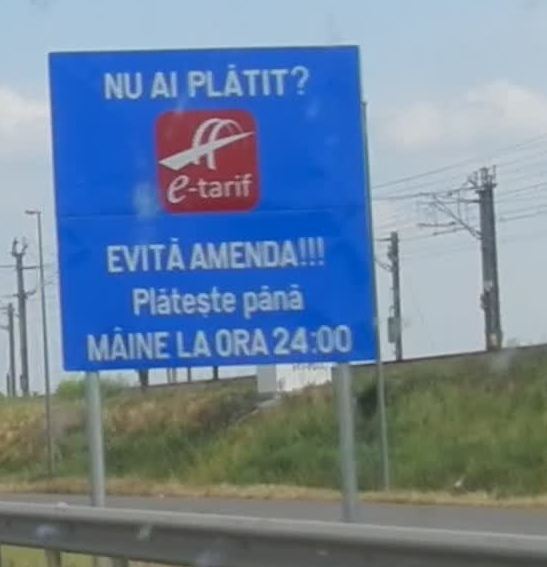 NU AI PLĂTIT?
e-tarif
EVITĂ AMENDA!!!
Plătește până
MÂINE LA ORA 24:00